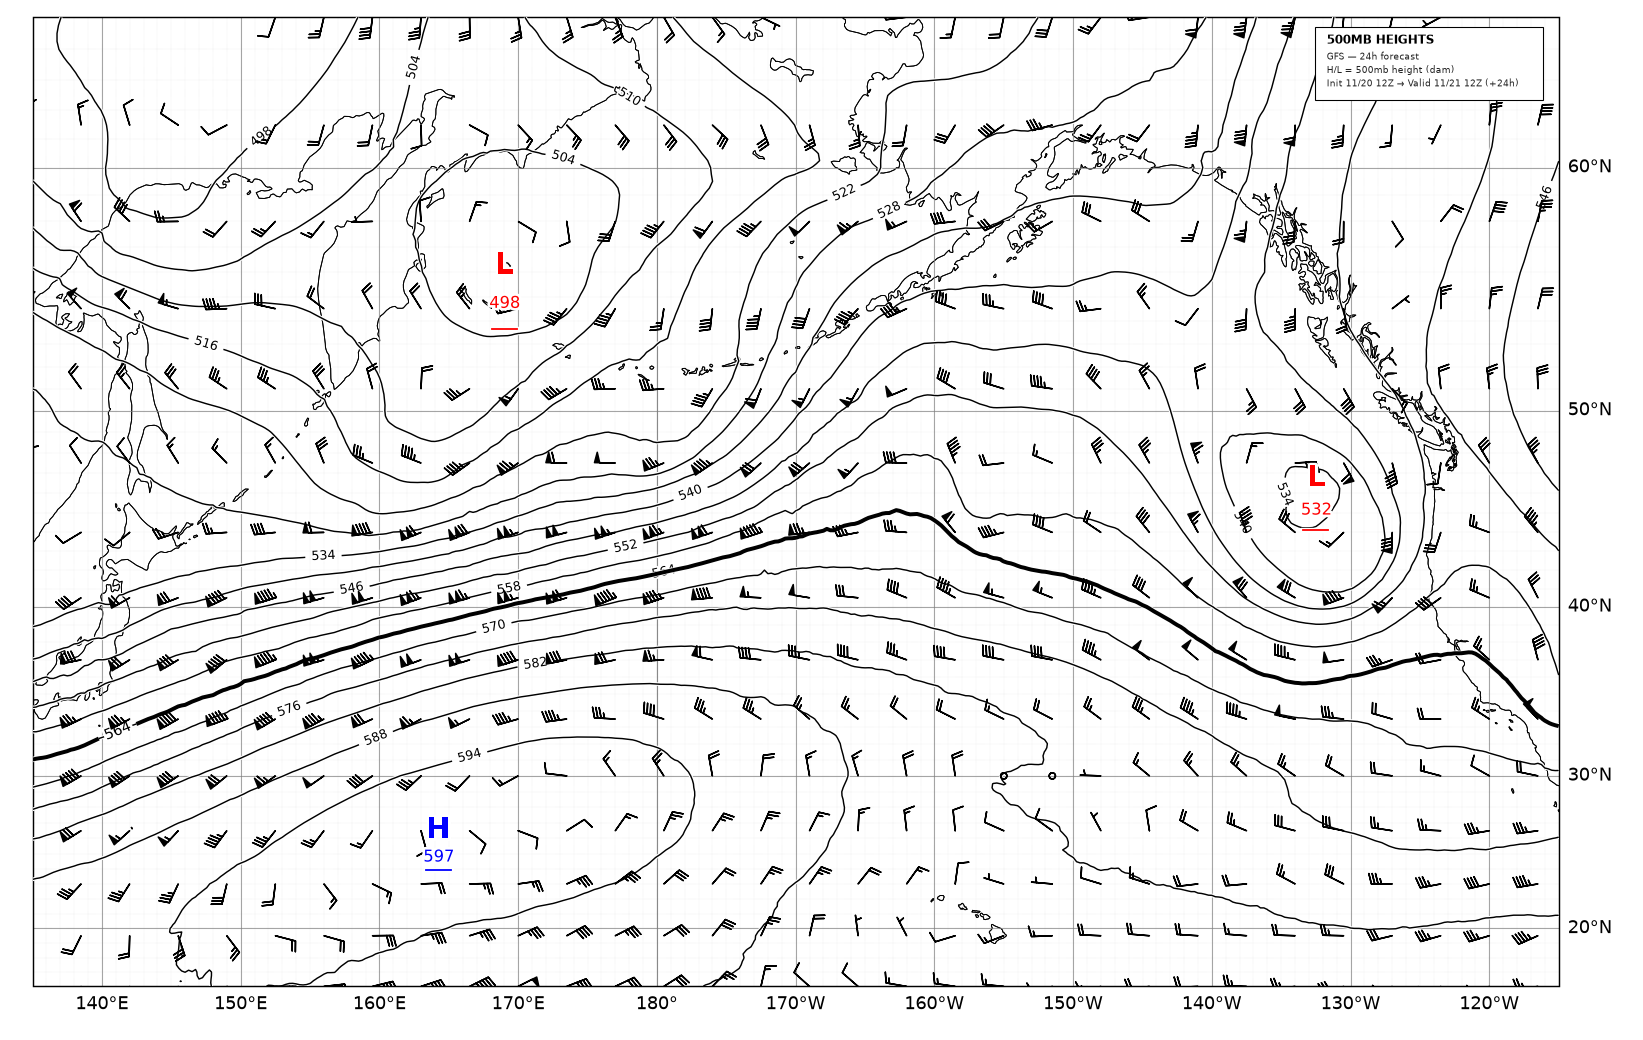 500MB HEIGHTS
GFS — 24h forecast
H/L = 500mb height (dam)
Init 11/20 12Z → Valid 11/21 12Z (+24h)
504
510
498
504
60°N
522
546
528
L
498
516
50°N
L
534
532
540
540
534
552
546
558
564
40°N
570
582
576
564
588
594
30°N
H
597
20°N
140°E
150°E
160°E
170°E
180°
170°W
160°W
150°W
140°W
130°W
120°W